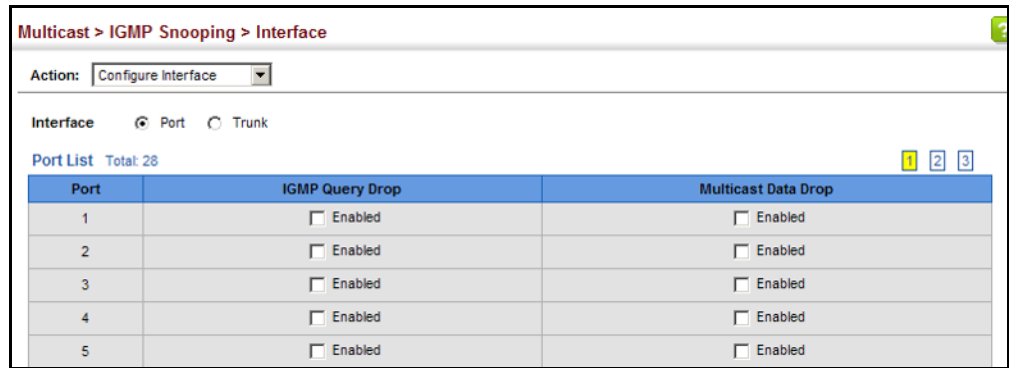 Multicast > IGMP Snooping > Interface
?
Action: Configure Interface
Interface Port Trunk
Port List Total: 28 1 2 3
Port IGMP Query Drop Multicast Data Drop
1 Enabled Enabled
2 Enabled Enabled
3 Enabled Enabled
4 Enabled Enabled
5 Enabled Enabled